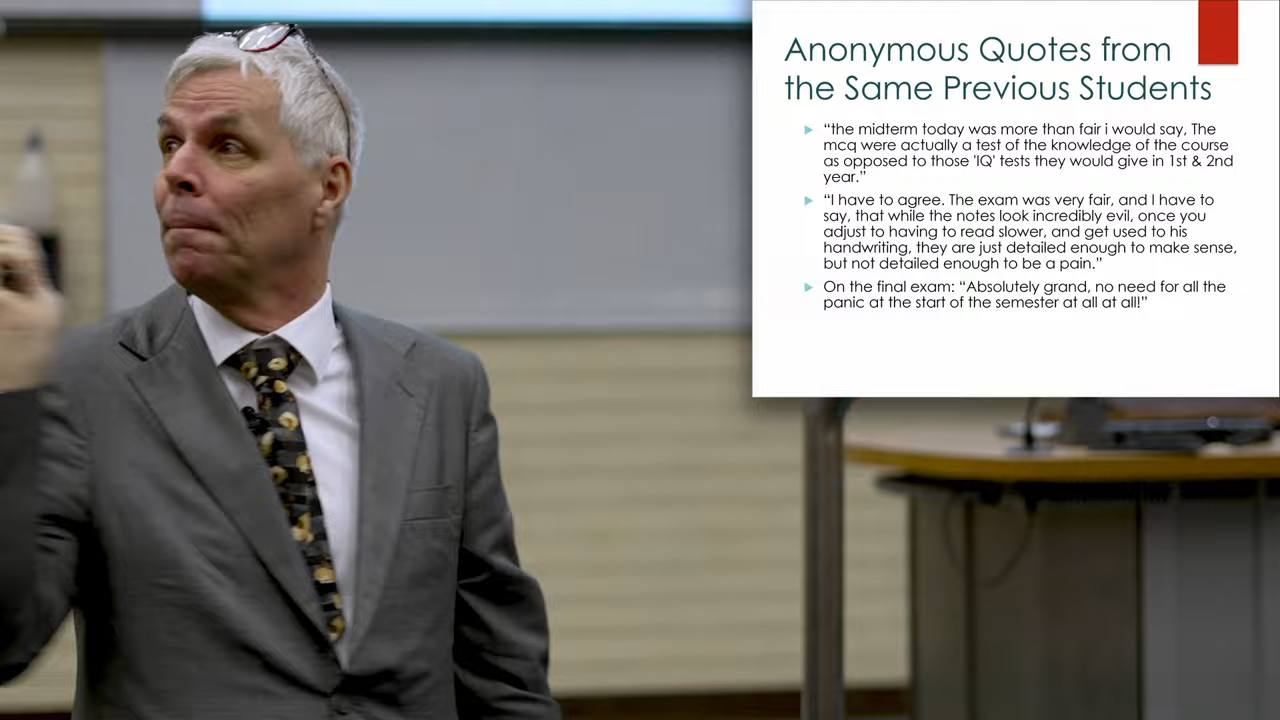 Anonymous Quotes from
the Same Previous Students
“the midterm today was more than fair i would say, The
mcq were actually a test of the knowledge of the course
as opposed to those 'IQ' tests they would give in 1st & 2nd
year.”
“I have to agree. The exam was very fair, and I have to
say, that while the notes look incredibly evil, once you
adjust to having to read slower, and get used to his
handwriting, they are just detailed enough to make sense,
but not detailed enough to be a pain.”
On the final exam: “Absolutely grand, no need for all the
panic at the start of the semester at all at all!”